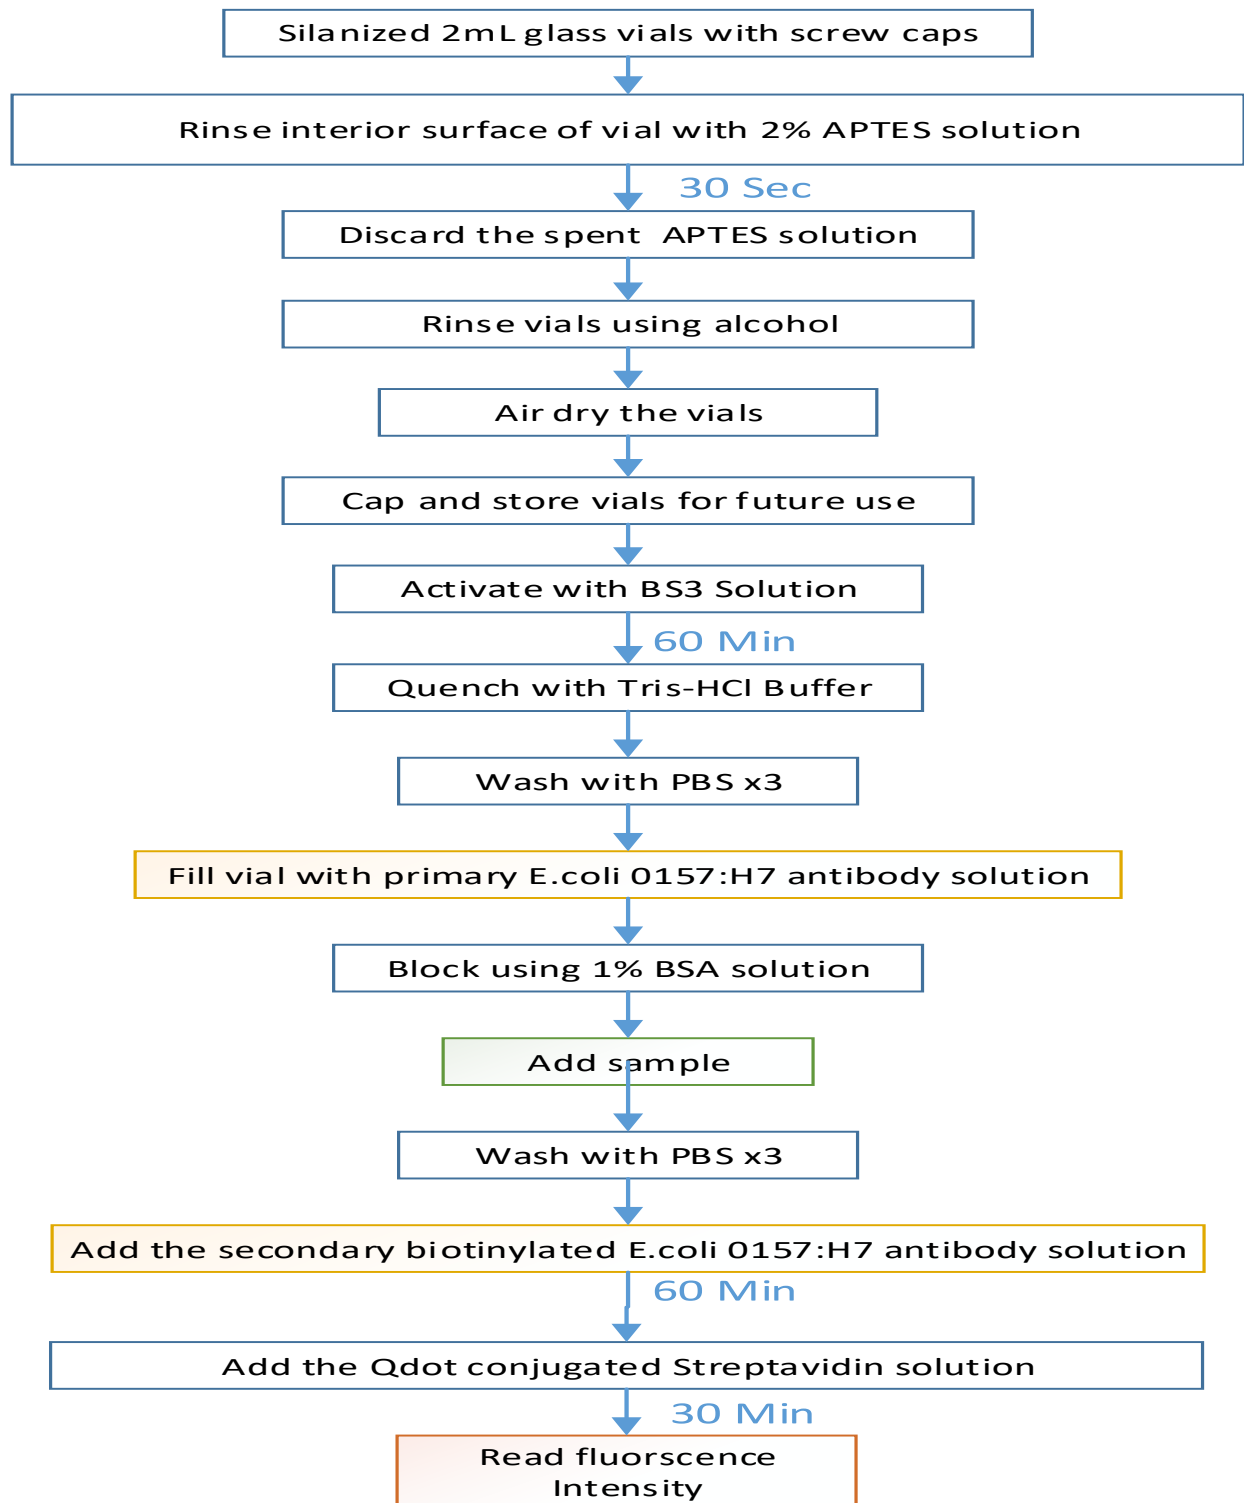 Silanized 2mL glass vials with screw caps
Rinse interior surface of vial with 2% APTES solution
30 Sec
Discard the spent APTES solution
Rinse vials using alcohol
Air dry the vials
Cap and store vials for future use
Activate with BS3 Solution
60 Min
Quench with Tris-HCl Buffer
Wash with PBS x3
Fill vial with primary E.coli 0157:H7 antibody solution
Block using 1% BSA solution
Add sample
Wash with PBS x3
Add the secondary biotinylated E.coli 0157:H7 antibody solution
60 Min
Add the Qdot conjugated Streptavidin solution
30 Min
Read fluorscence
Intensity